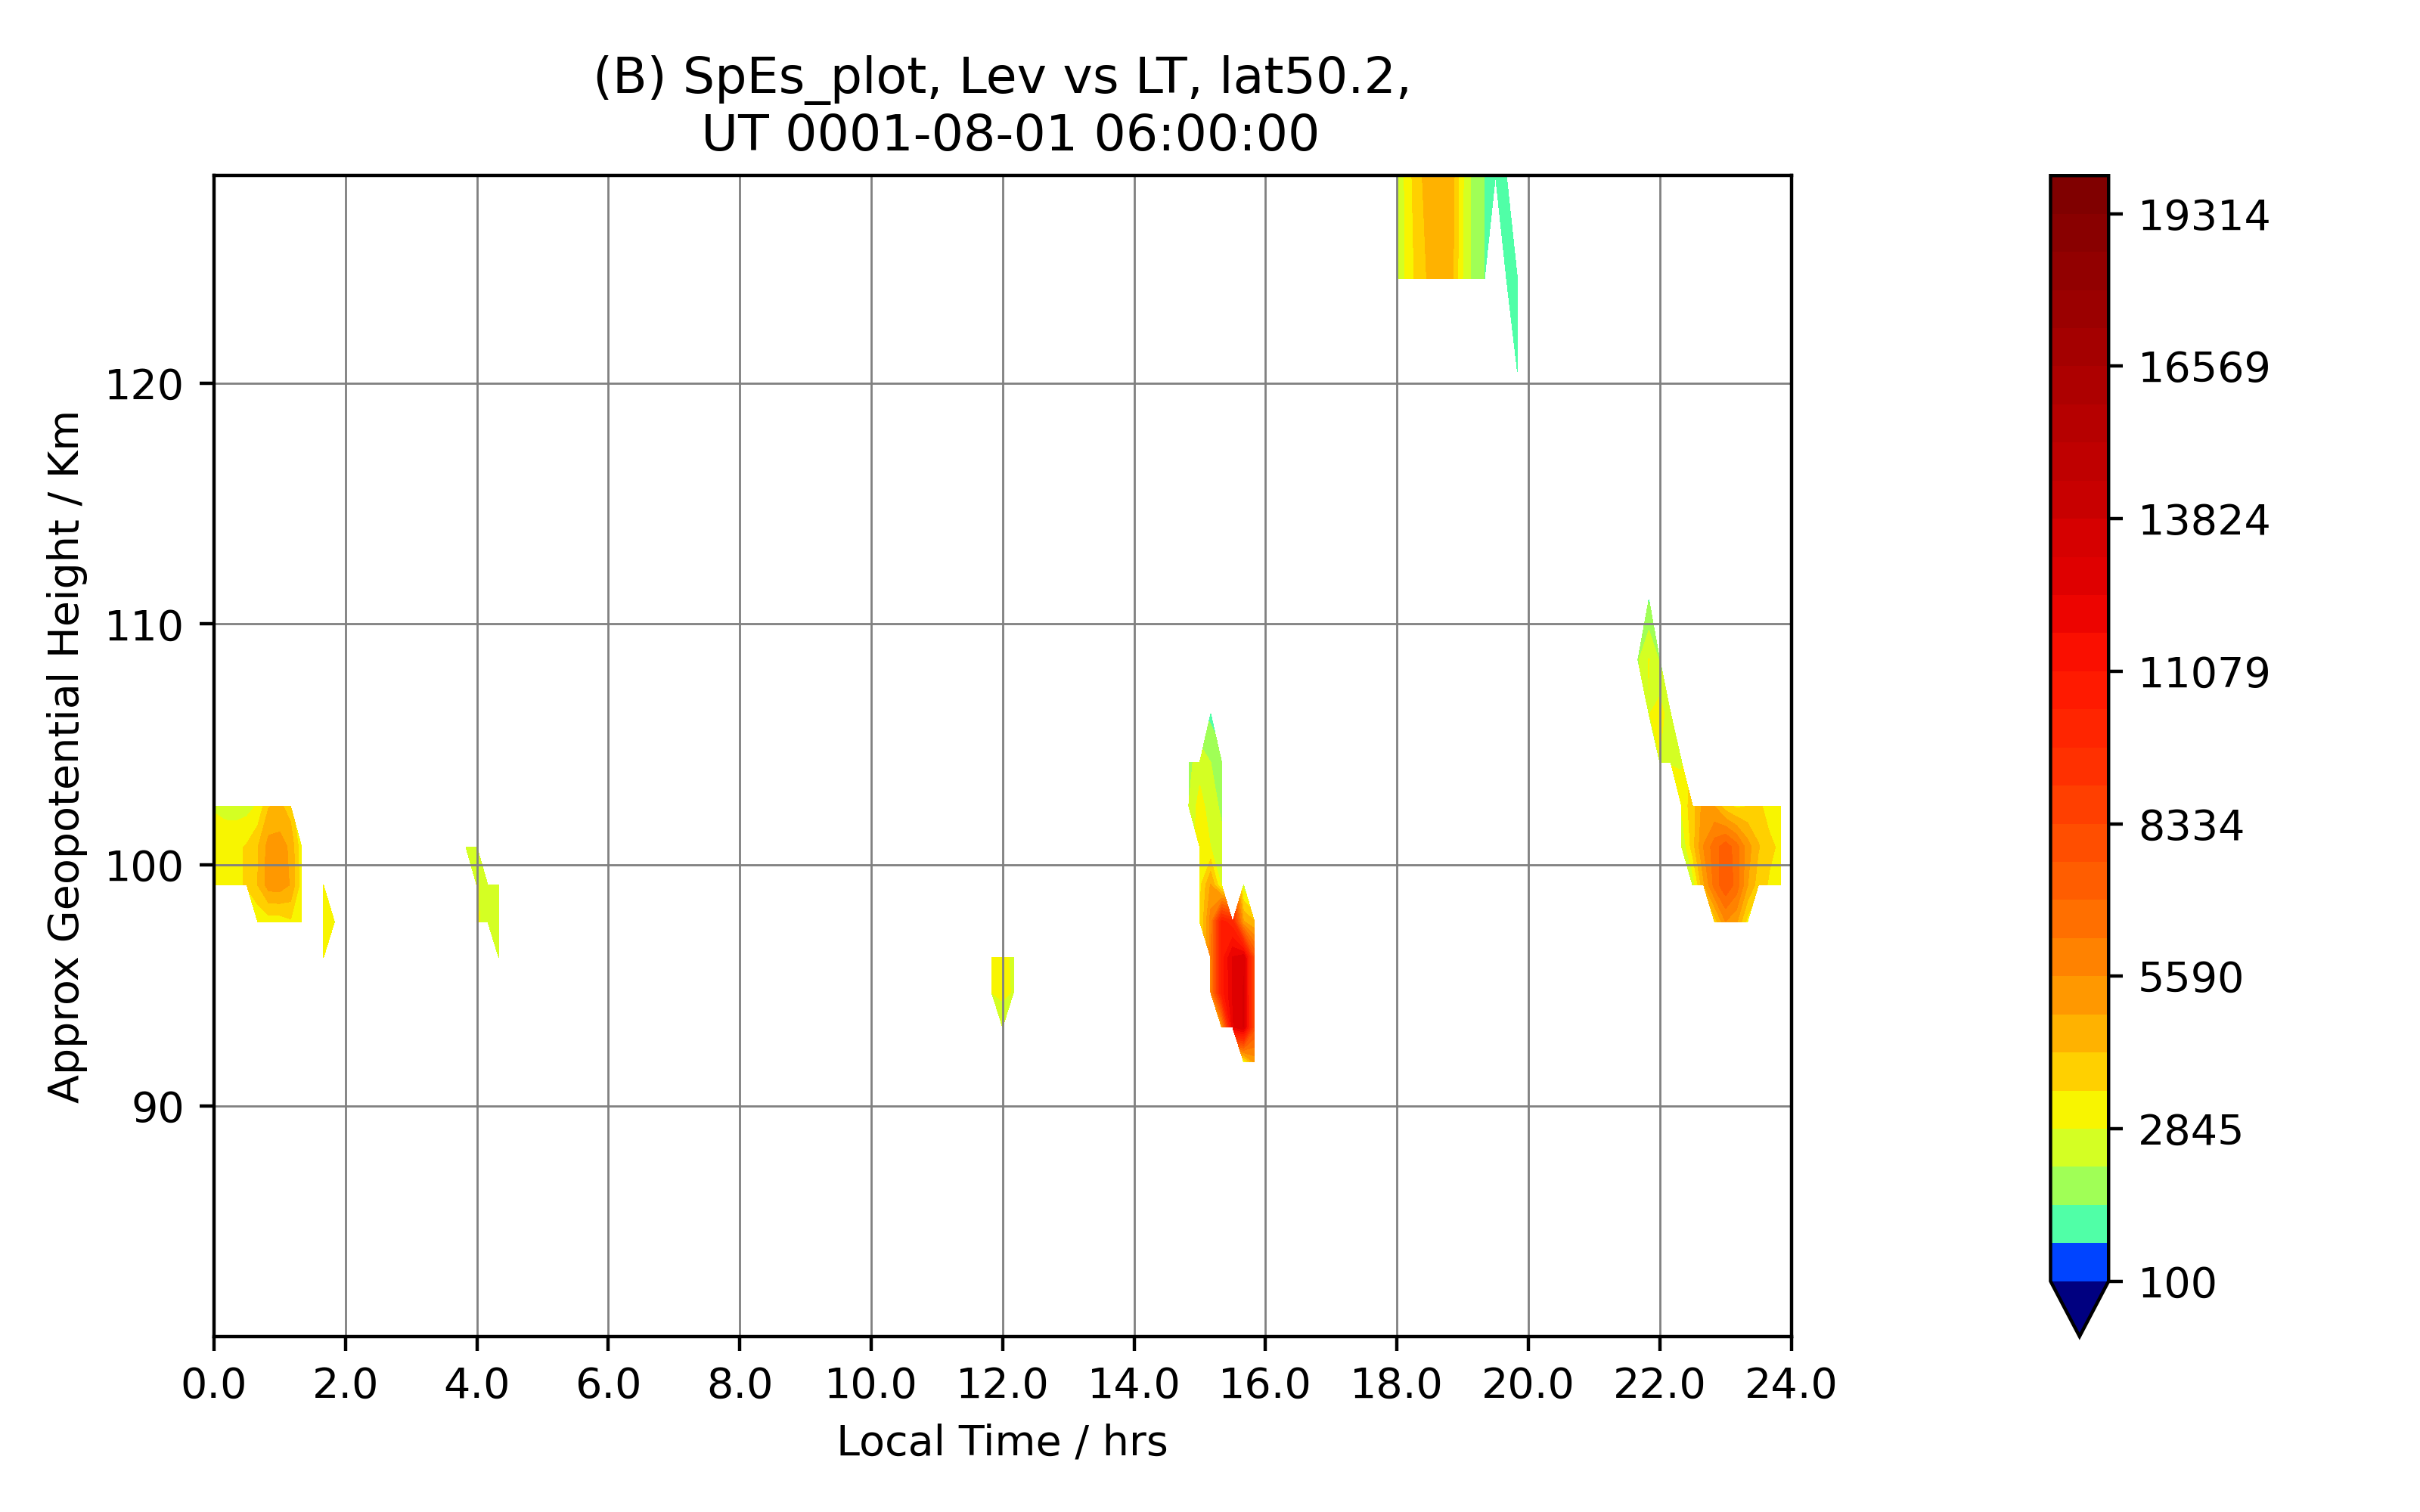 (B) SpEs_plot, Lev vs LT, lat50.2,
UT 0001-08-01 06:00:00
Approx Geopotential Height / Km
120
110
100
90
0.0 2.0 4.0 6.0 8.0 10.0 12.0 14.0 16.0 18.0 20.0 22.0 24.0
Local Time / hrs
19314
16569
13824
11079
8334
5590
2845
100